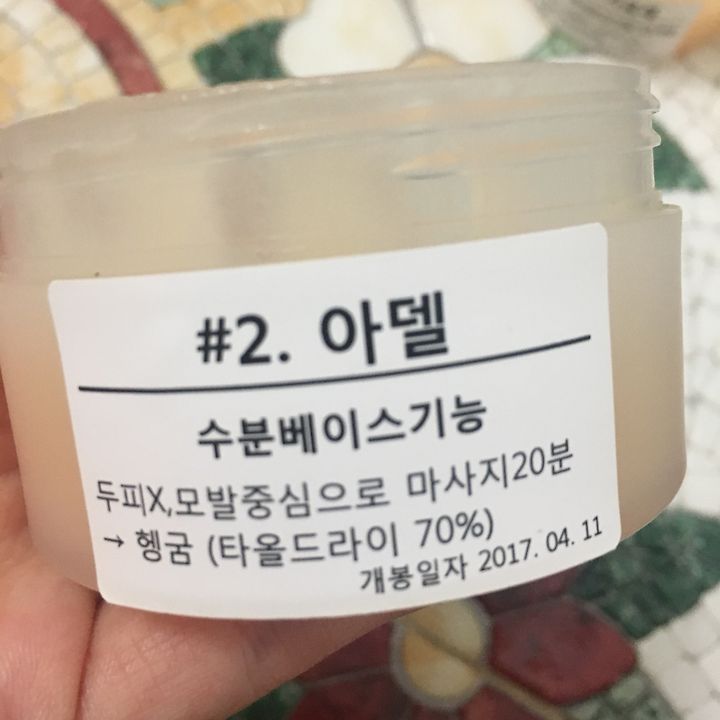 #2. 아델
수분베이스기능
두피X,모발중심으로 마사지20분
→ 헹굼 (타올드라이 70%)
개봉일자 2017. 04. 11